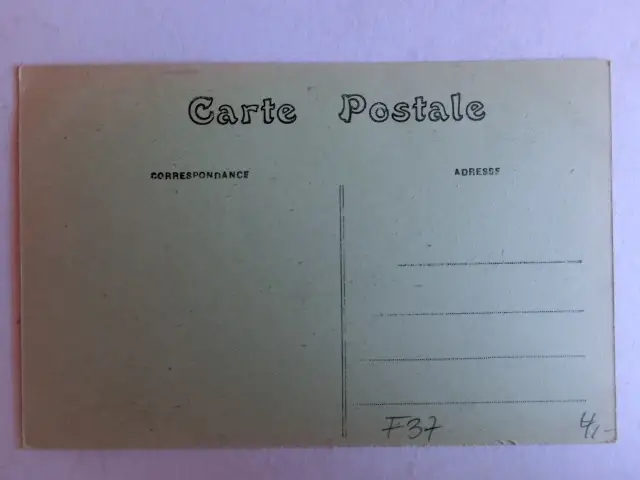 Carte Postale
CORRESPONDANCE
ADRESSE
F37
4,-